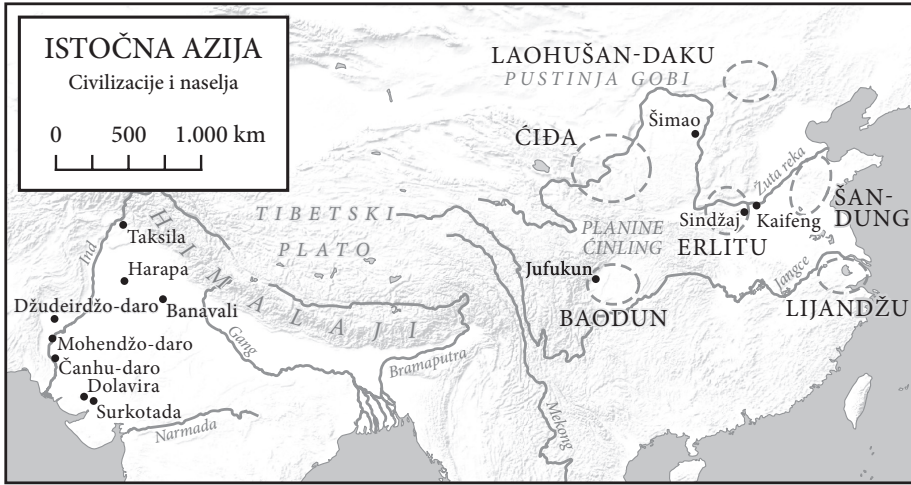 ISTOČNA AZIJA
Civilizacije i naselja
0 500 1.000 km
LAOHUŠAN-DAKU
PUSTINJA GOBI
Šimao
ĆIĐA
Žuta reka
ŠAN-
DUNG
TIBETSKI
PLATO
HIMALAJI
PLANINE
ĆINLING
Sindžaj
Kaifeng
ERLITU
Ind
Taksila
Harapa
Jufukun
Jangce
Džudeirdžo-daro
Banavali
BAODUN
LIJANDŽU
Mohendžo-daro
Gang
Čanhu-daro
Bramaputra
Dolavira
Surkotada
Mekong
Narmada